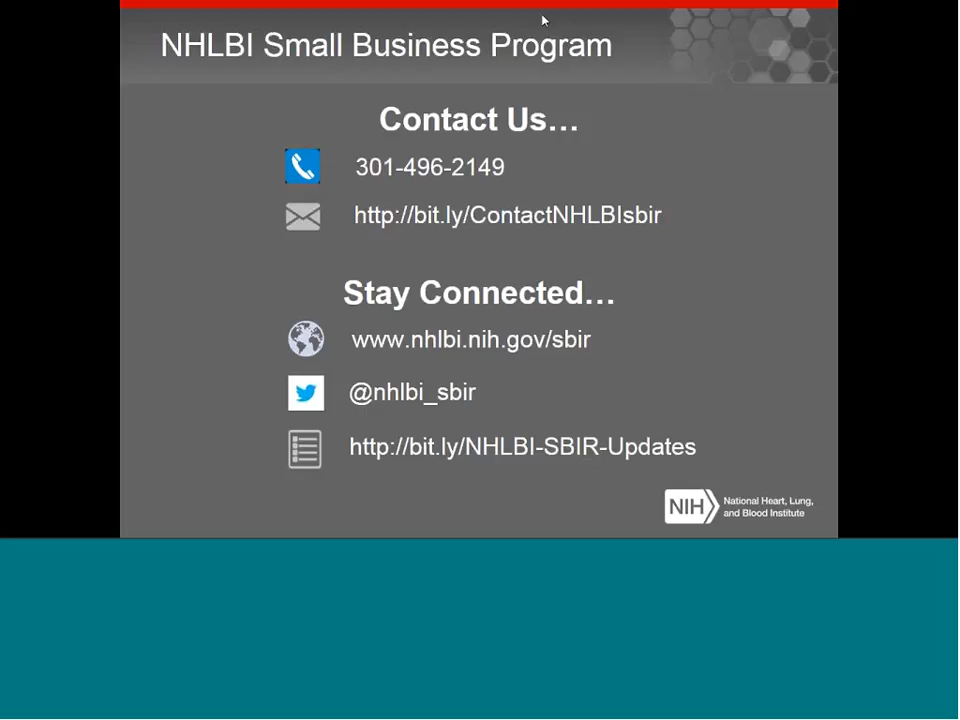 NHLBI Small Business Program
Contact Us…
301-496-2149
http://bit.ly/ContactNHLBIsbir
Stay Connected…
www.nhlbi.nih.gov/sbir
@nhlbi_sbir
http://bit.ly/NHLBI-SBIR-Updates
NIH National Heart, Lung,
and Blood Institute